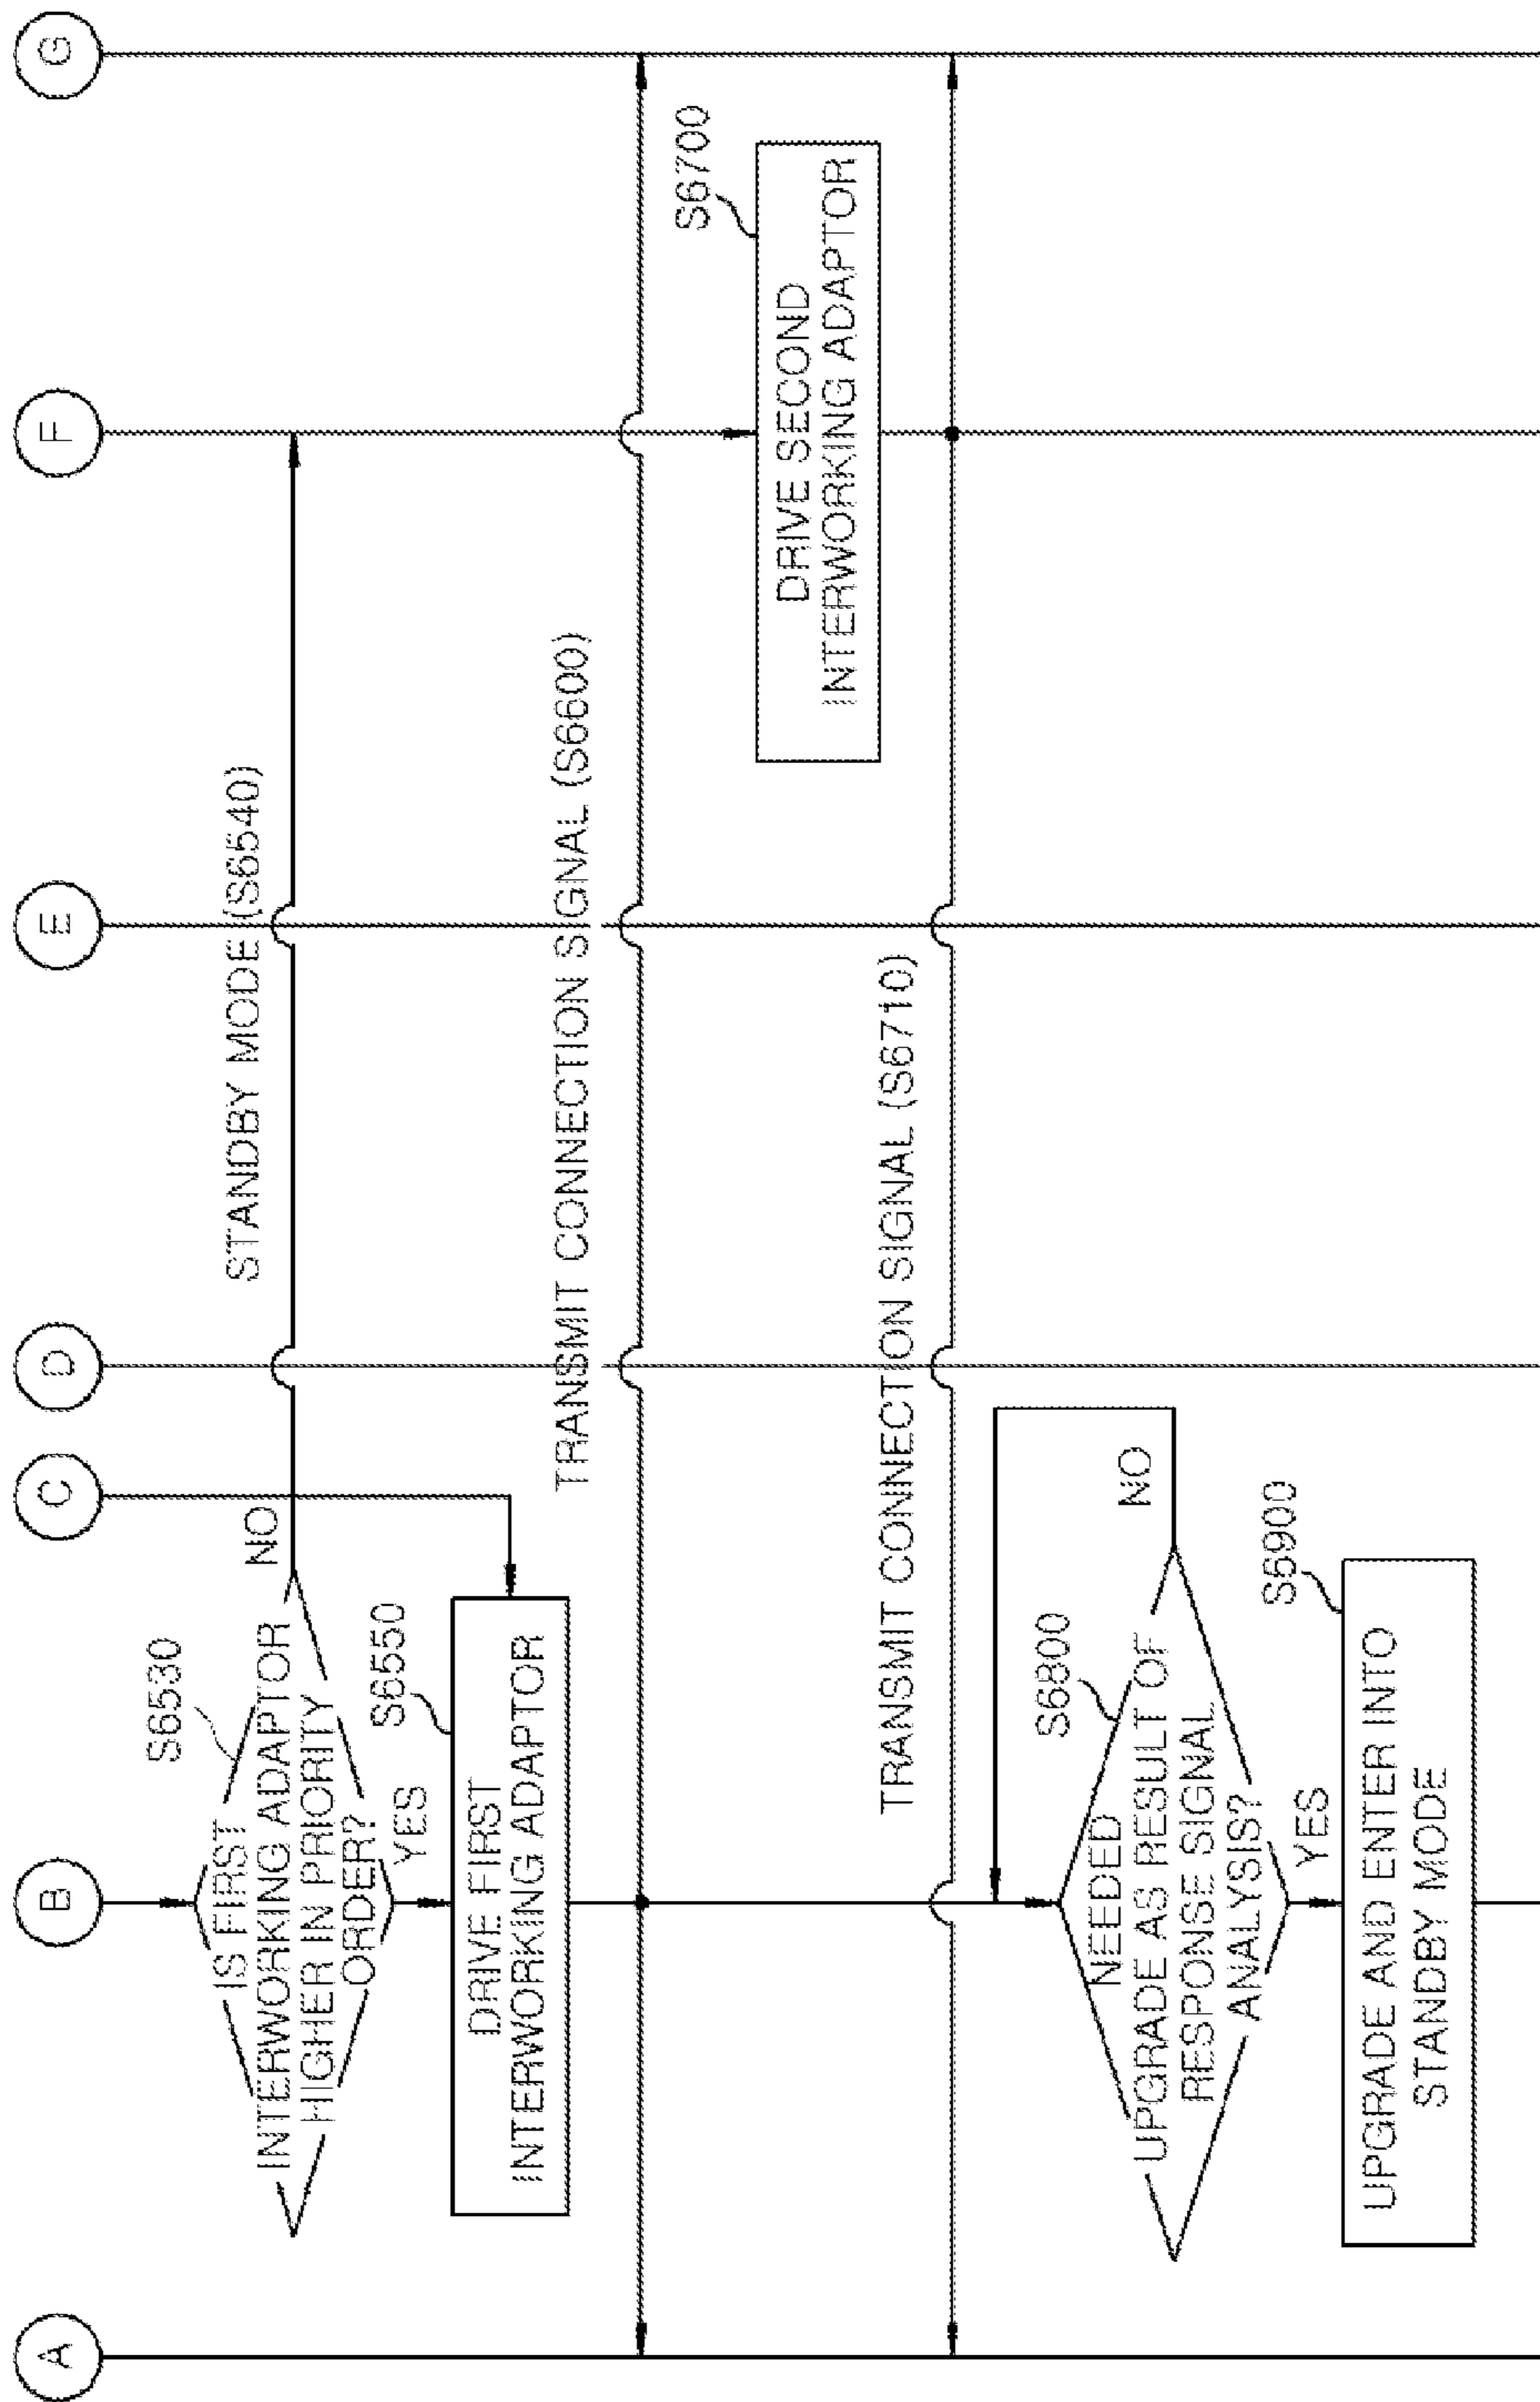 A
B
C
D
E
F
G
S6530
IS FIRST
INTERWORKING ADAPTOR
HIGHER IN PRIORITY
ORDER?
NO
YES
STANDBY MODE (S6540)
S6550
DRIVE FIRST
INTERWORKING ADAPTOR
TRANSMIT CONNECTION SIGNAL (S6600)
S6700
DRIVE SECOND
INTERWORKING ADAPTOR
TRANSMIT CONNECTION SIGNAL (S6710)
S6800
NEEDED
UPGRADE AS RESULT OF
RESPONSE SIGNAL
ANALYSIS?
NO
YES
S6900
UPGRADE AND ENTER INTO
STANDBY MODE